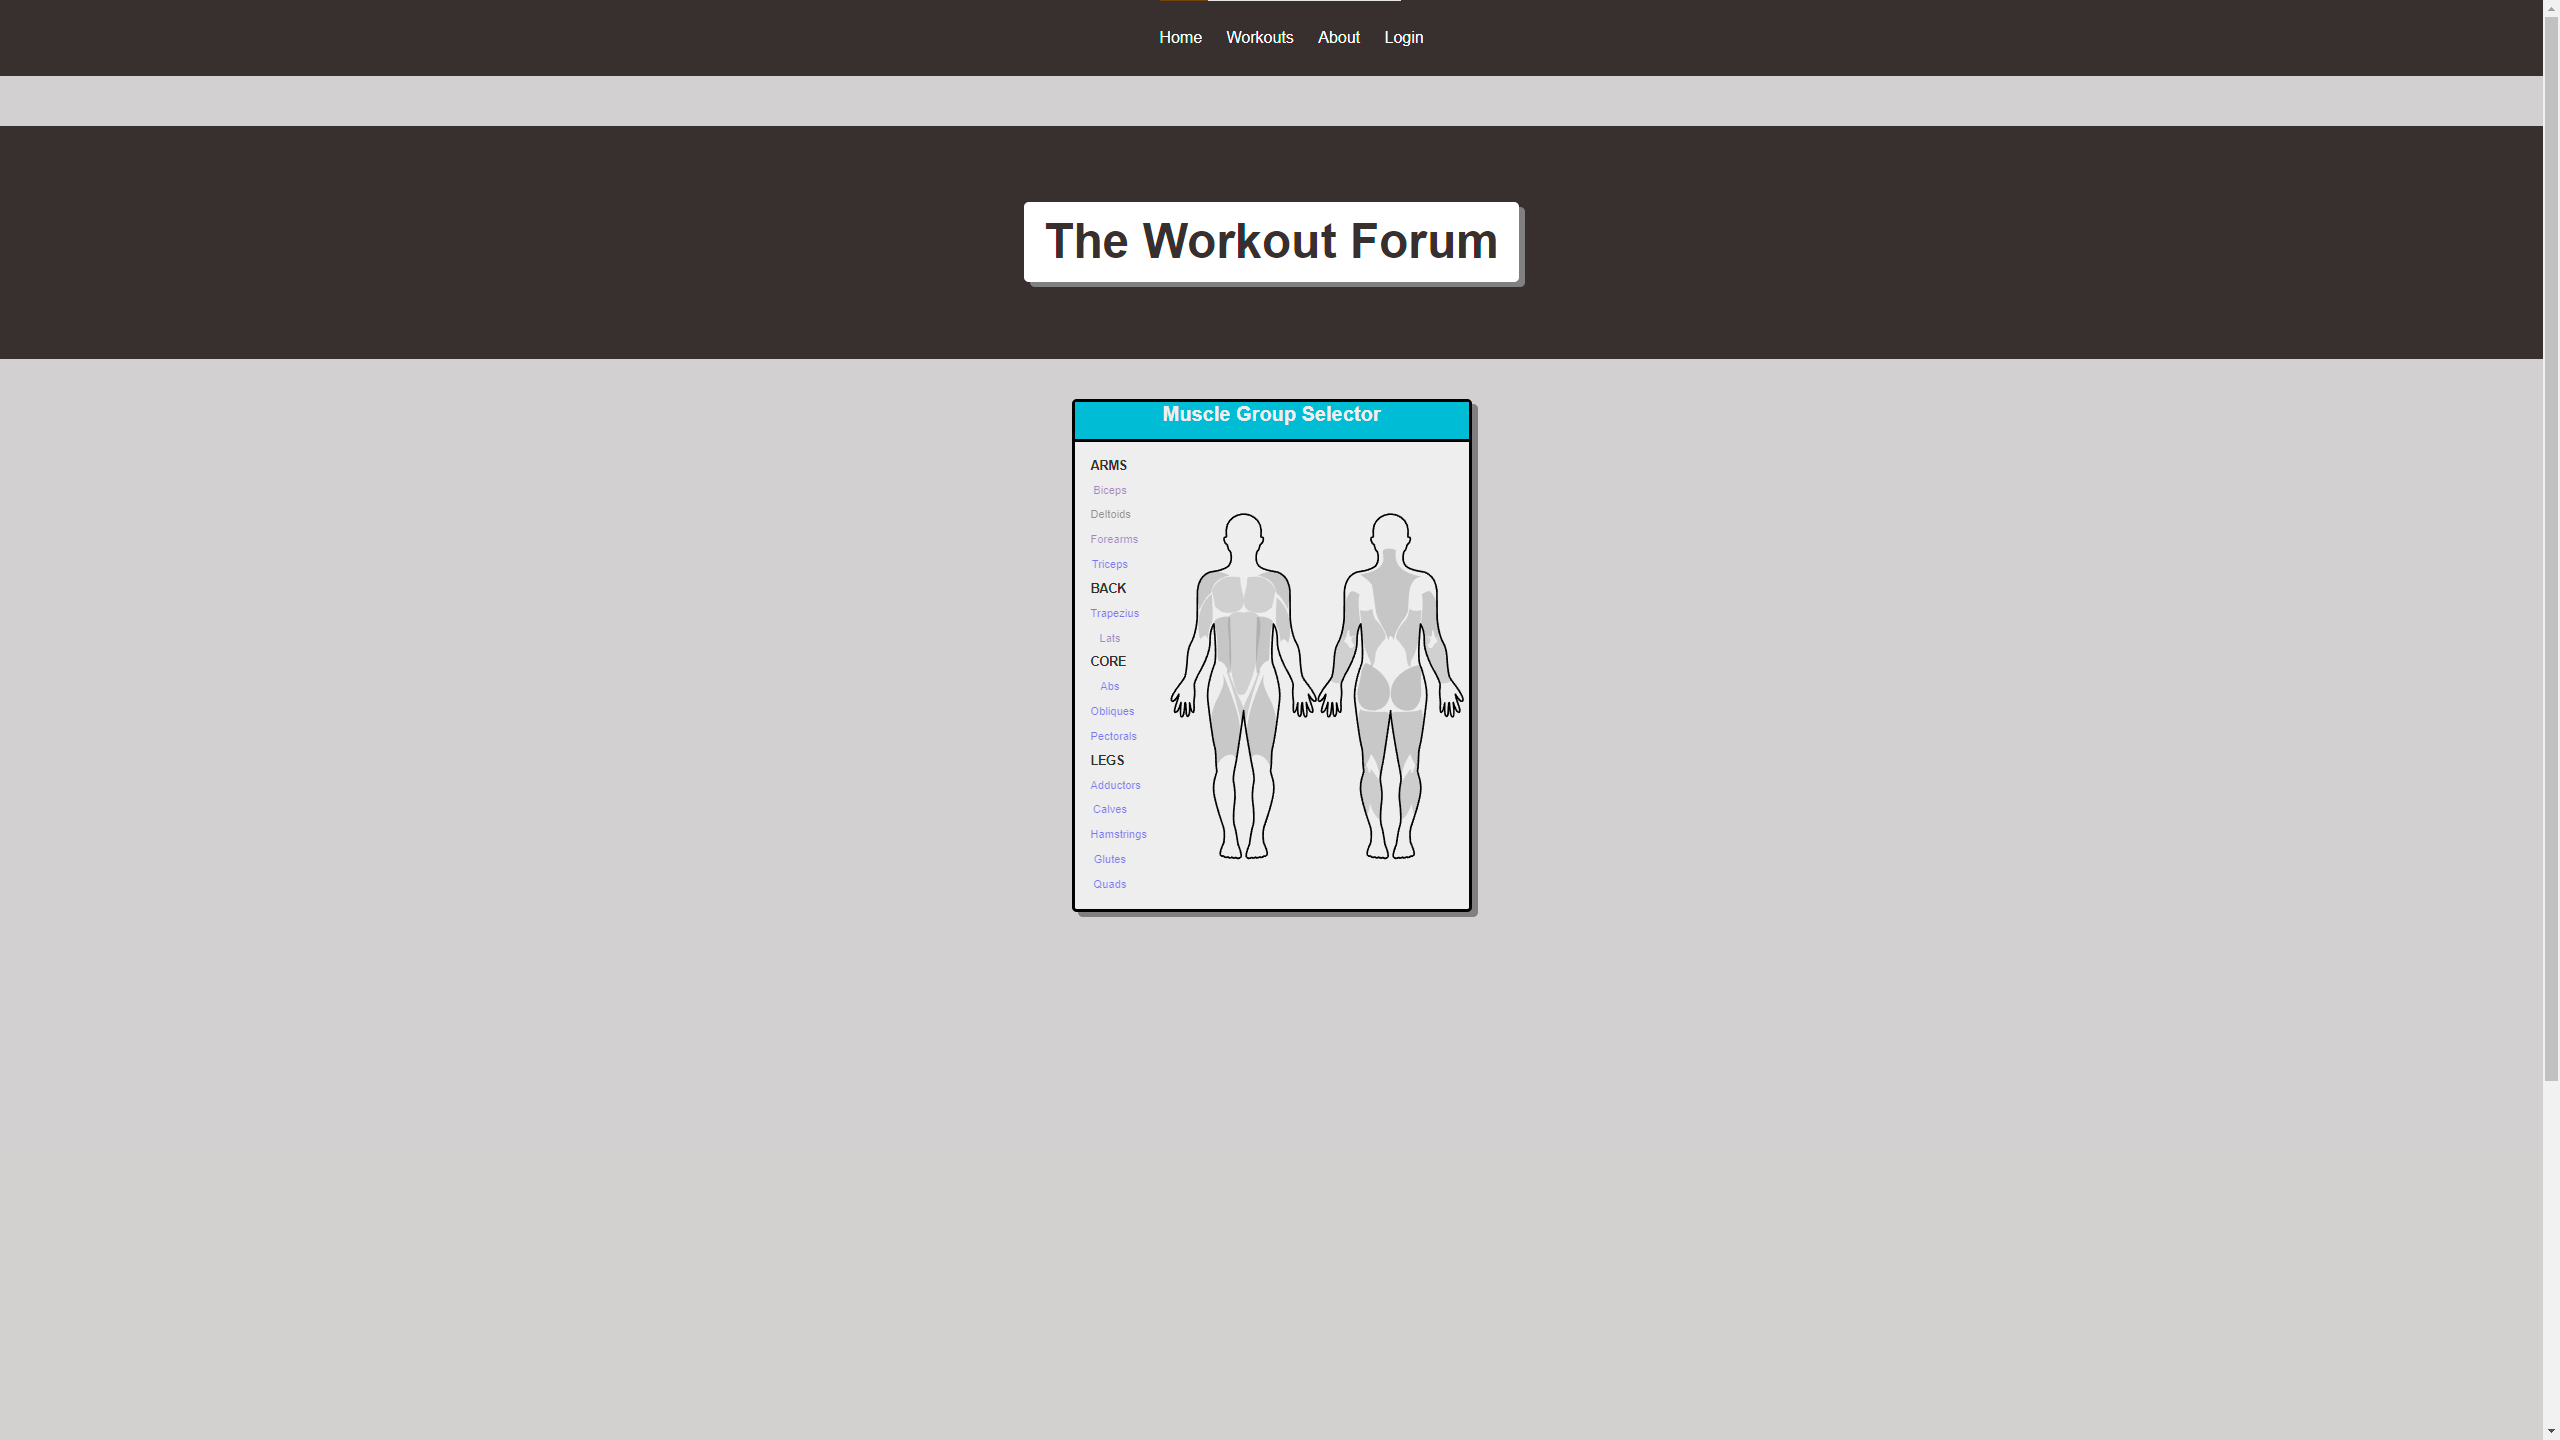 Home Workouts About Login
The Workout Forum
Muscle Group Selector
ARMS
Biceps
Deltoids
Forearms
Triceps
BACK
Trapezius
Lats
CORE
Abs
Obliques
Pectorals
LEGS
Adductors
Calves
Hamstrings
Glutes
Quads